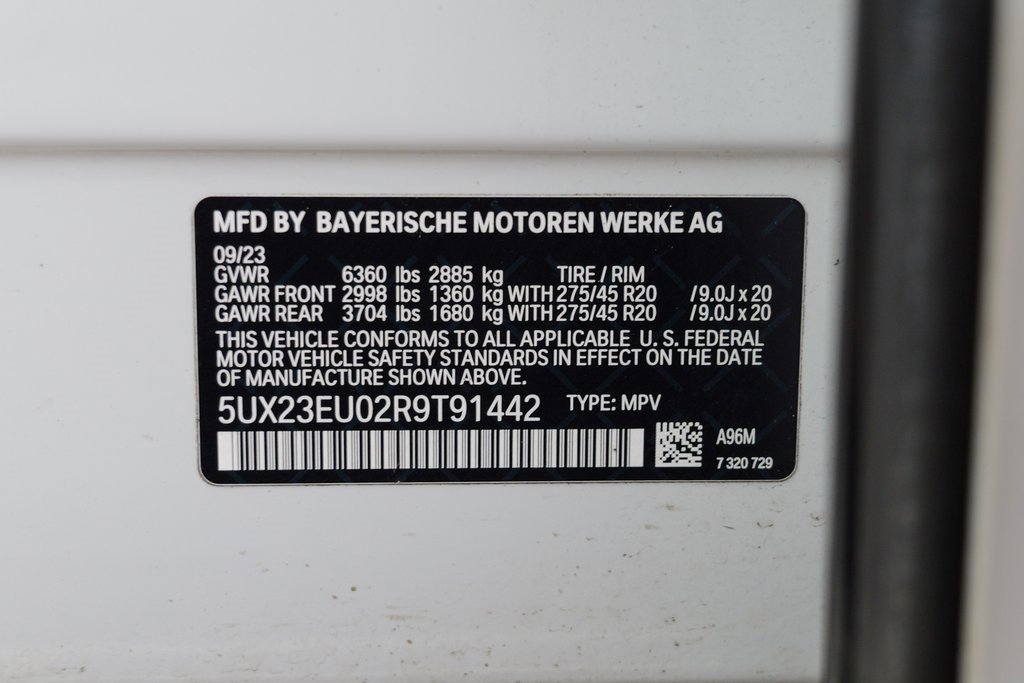 MFD BY BAYERISCHE MOTOREN WERKE AG
09/23
GVWR 6360 lbs 2885 kg TIRE / RIM
GAWR FRONT 2998 lbs 1360 kg WITH 275/45 R20 / 9.0J x 20
GAWR REAR 3704 lbs 1680 kg WITH 275/45 R20 / 9.0J x 20
THIS VEHICLE CONFORMS TO ALL APPLICABLE U. S. FEDERAL
MOTOR VEHICLE SAFETY STANDARDS IN EFFECT ON THE DATE
OF MANUFACTURE SHOWN ABOVE.
5UX23EU02R9T91442 TYPE: MPV
A96M
7 320 729